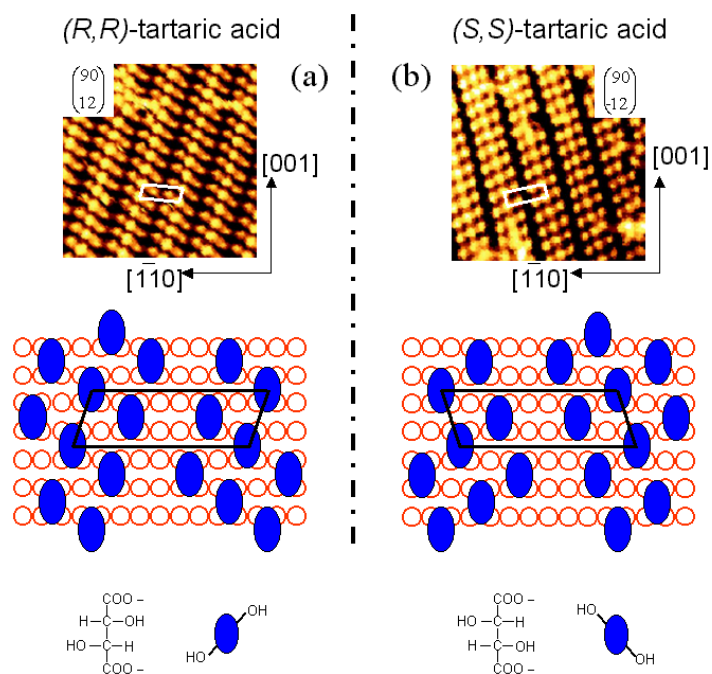 (R,R)-tartaric acid
(S,S)-tartaric acid
(a)
(b)
(90
12)
(90
-12)
[001]
[001]
[1̅10]
[1̅10]
COO –
H–C–OH
HO–C–H
COO –
OH
HO
COO –
HO–C–H
H–C–OH
COO –
HO
OH